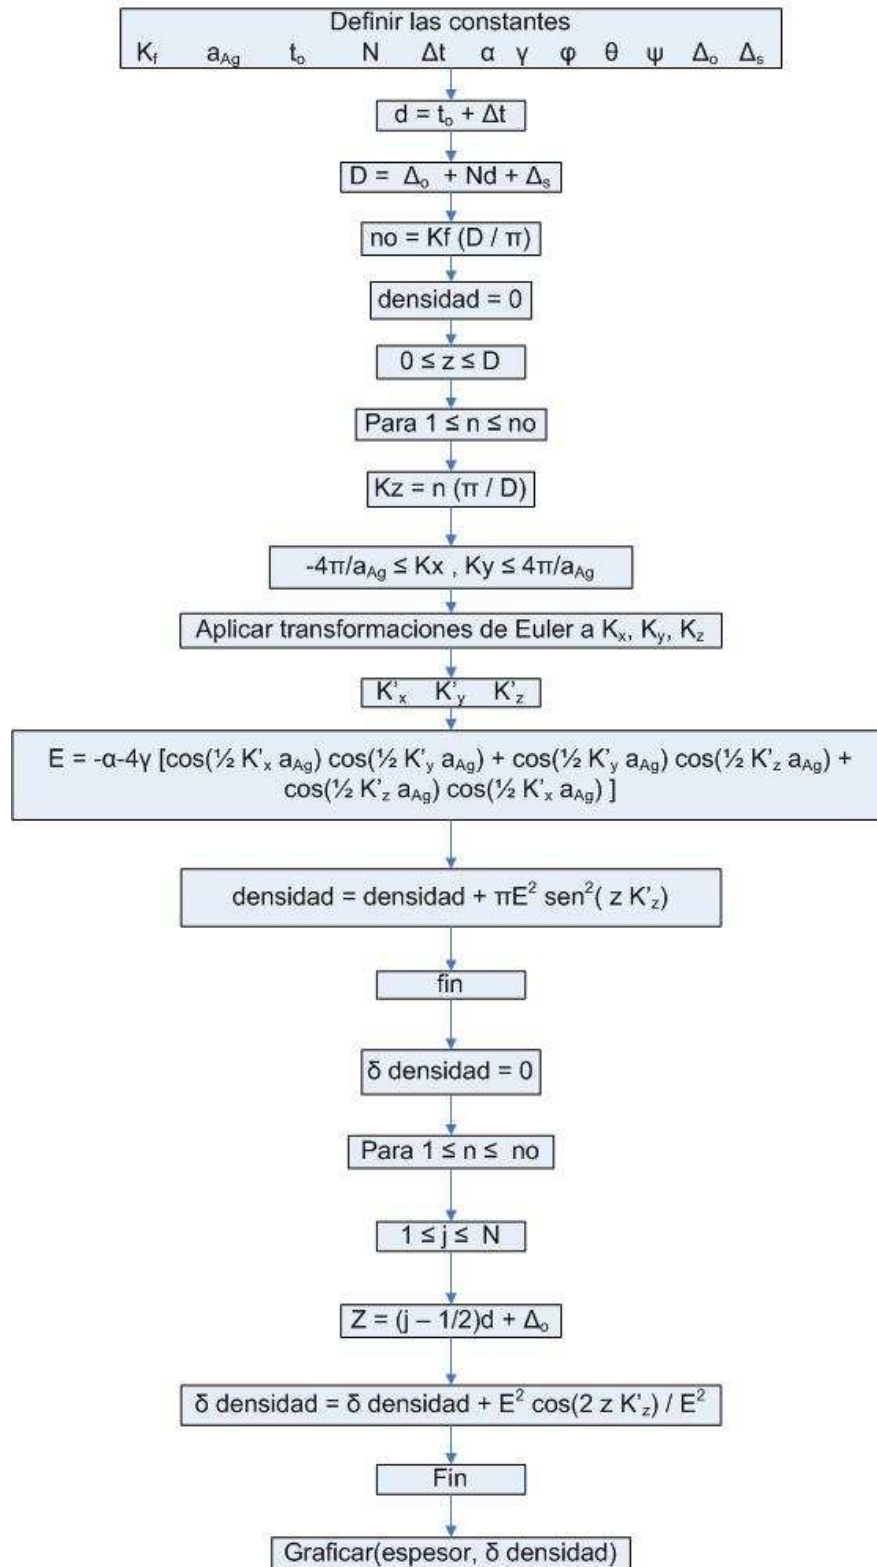 Definir las constantes
K_f a_Ag t_o N Δt α γ φ θ ψ Δ_o Δ_s
d = t_o + Δt
D = Δ_o + Nd + Δ_s
no = Kf (D / π)
densidad = 0
0 ≤ z ≤ D
Para 1 ≤ n ≤ no
Kz = n (π / D)
-4π/a_Ag ≤ Kx , Ky ≤ 4π/a_Ag
Aplicar transformaciones de Euler a K_x, K_y, K_z
K'_x K'_y K'_z
E = -α-4γ [cos(½ K'_x a_Ag) cos(½ K'_y a_Ag) + cos(½ K'_y a_Ag) cos(½ K'_z a_Ag) +
cos(½ K'_z a_Ag) cos(½ K'_x a_Ag) ]
densidad = densidad + πE² sen²( z K'_z)
fin
δ densidad = 0
Para 1 ≤ n ≤ no
1 ≤ j ≤ N
Z = (j – 1/2)d + Δ_o
δ densidad = δ densidad + E² cos(2 z K'_z) / E²
Fin
Graficar(espesor, δ densidad)